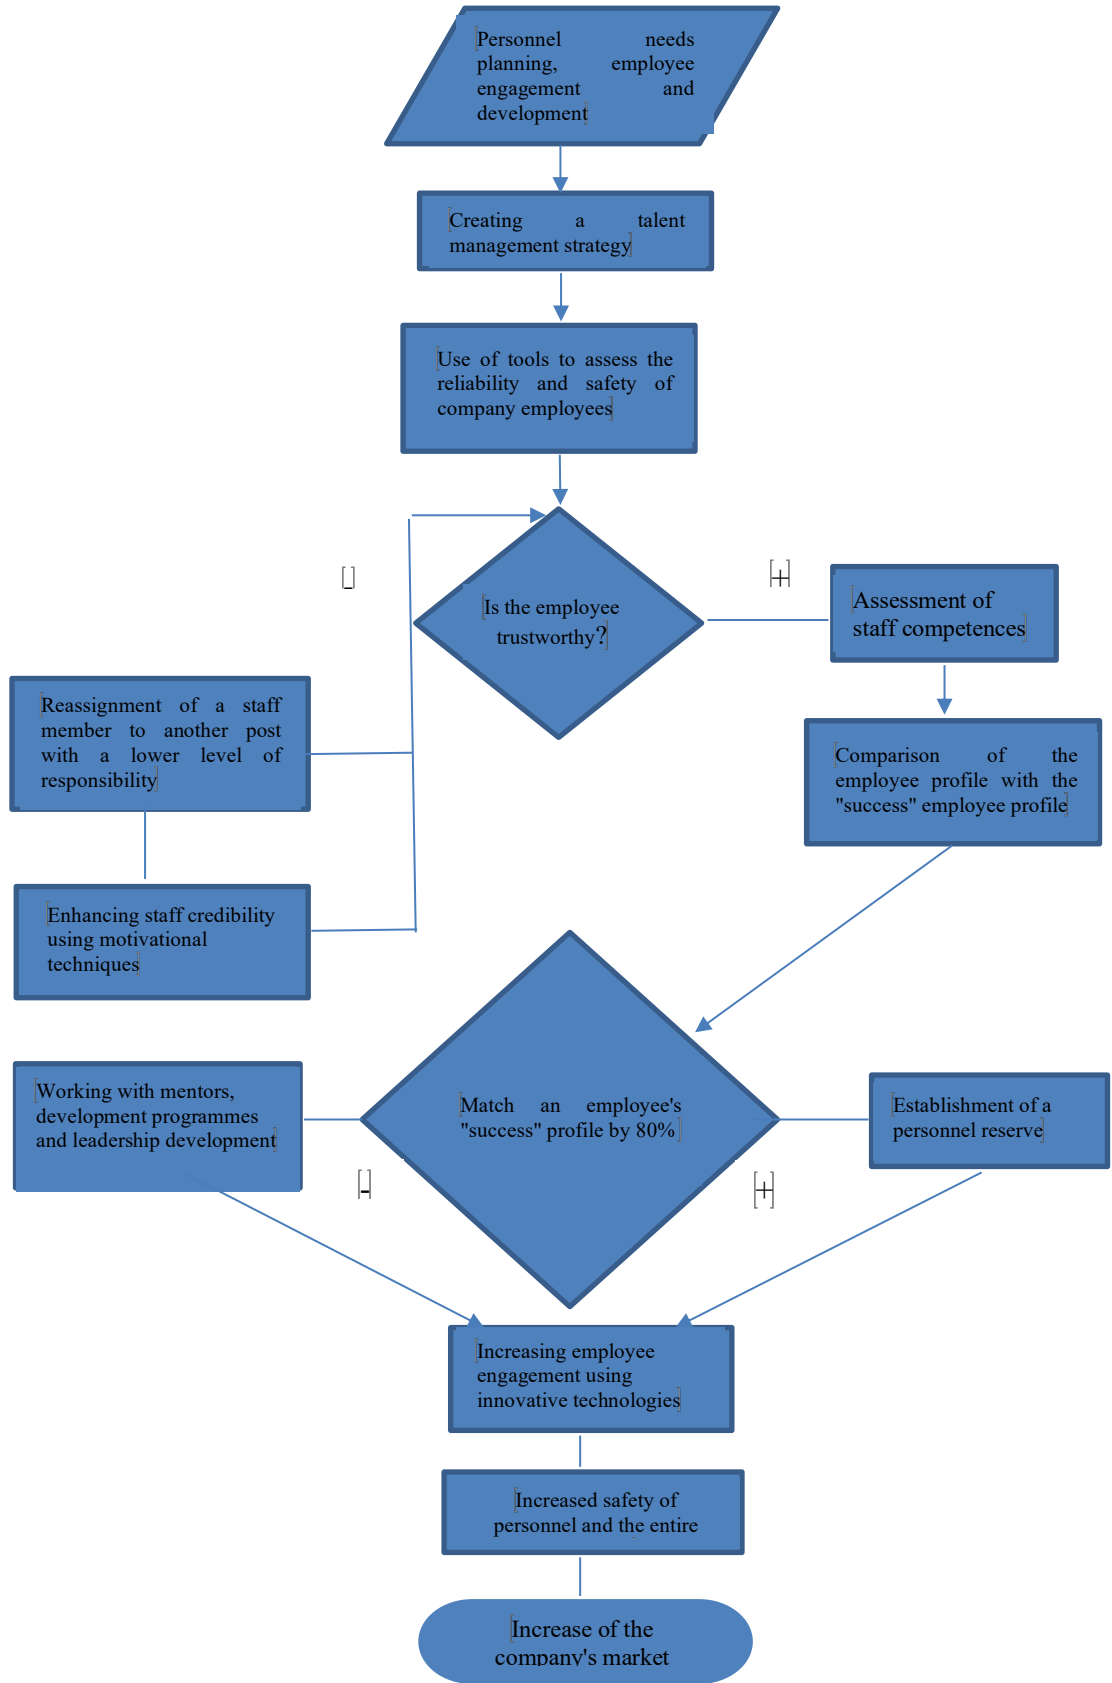 Personnel needs
planning, employee
engagement and
development
Creating a talent
management strategy
Use of tools to assess the
reliability and safety of
company employees
Is the employee
trustworthy?
-
+
Assessment of
staff competences
Reassignment of a staff
member to another post
with a lower level of
responsibility
Comparison of the
employee profile with the
"success" employee profile
Enhancing staff credibility
using motivational
techniques
Working with mentors,
development programmes
and leadership development
Match an employee's
"success" profile by 80%
Establishment of a
personnel reserve
-
+
Increasing employee
engagement using
innovative technologies
Increased safety of
personnel and the entire
Increase of the
company's market